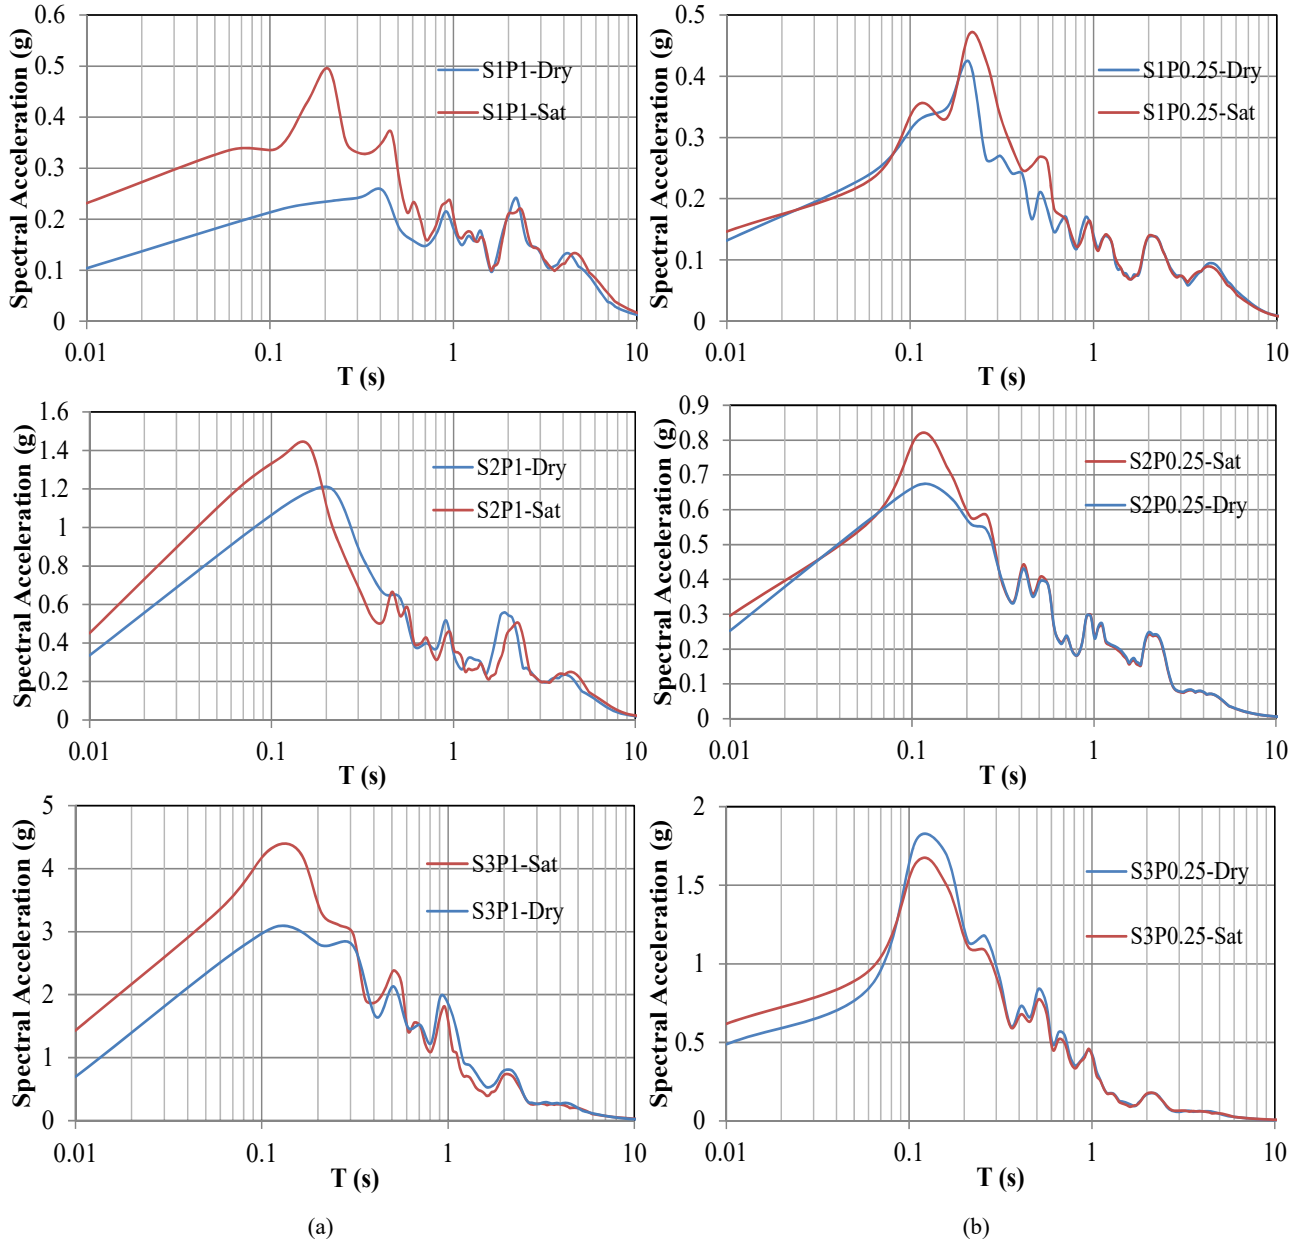 0.6
0.5
0.4
0.3
0.2
0.1
0
Spectral Acceleration (g)
S1P1-Dry
S1P1-Sat
0.01
0.1
1
10
T (s)
0.5
0.4
0.3
0.2
0.1
0
Spectral Acceleration (g)
S1P0.25-Dry
S1P0.25-Sat
0.01
0.1
1
10
T (s)
1.6
1.4
1.2
1
0.8
0.6
0.4
0.2
0
Spectral Acceleration (g)
S2P1-Dry
S2P1-Sat
0.01
0.1
1
10
T (s)
0.9
0.8
0.7
0.6
0.5
0.4
0.3
0.2
0.1
0
Spectral Acceleration (g)
S2P0.25-Sat
S2P0.25-Dry
0.01
0.1
1
10
T (s)
5
4
3
2
1
0
Spectral Acceleration (g)
S3P1-Sat
S3P1-Dry
0.01
0.1
1
10
T (s)
2
1.5
1
0.5
0
Spectral Acceleration (g)
S3P0.25-Dry
S3P0.25-Sat
0.01
0.1
1
10
T (s)
(a)
(b)